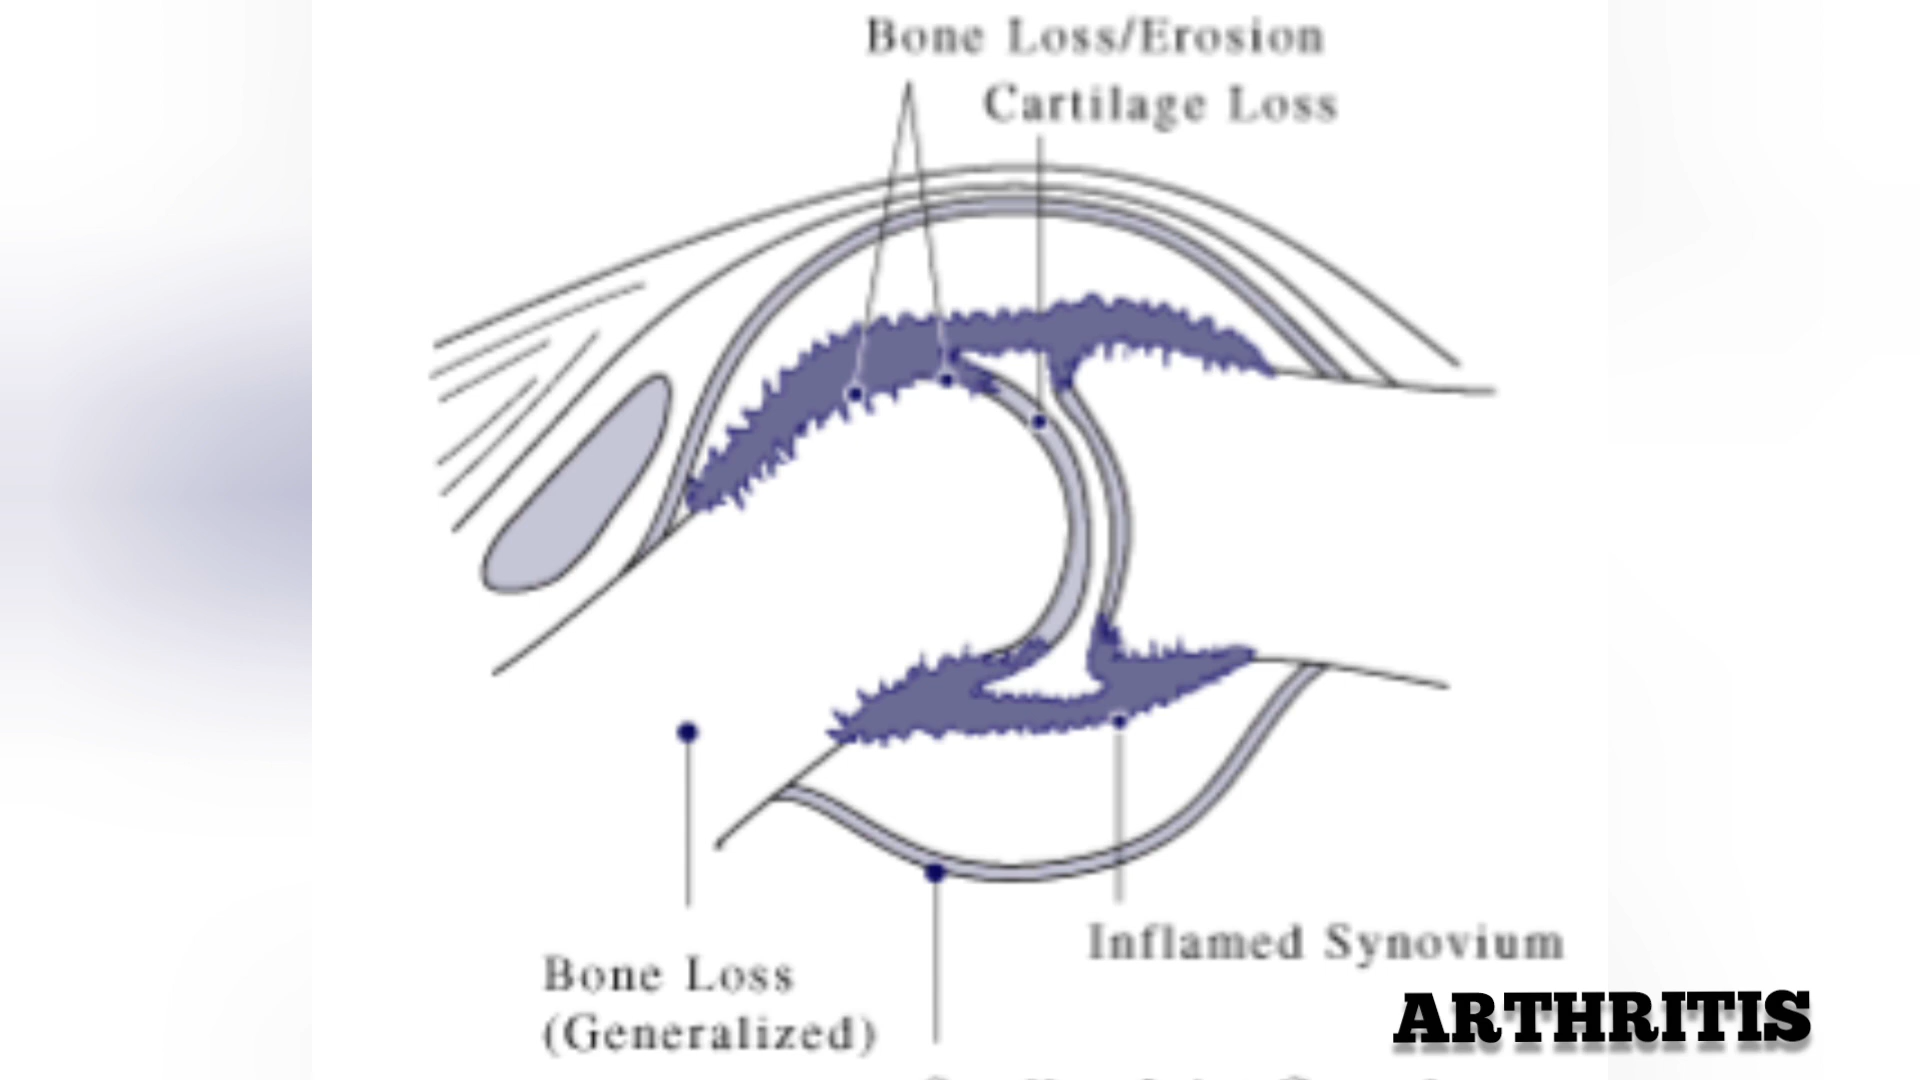 Bone Loss/Erosion
Cartilage Loss
Inflamed Synovium
Bone Loss
(Generalized)
ARTHRITIS